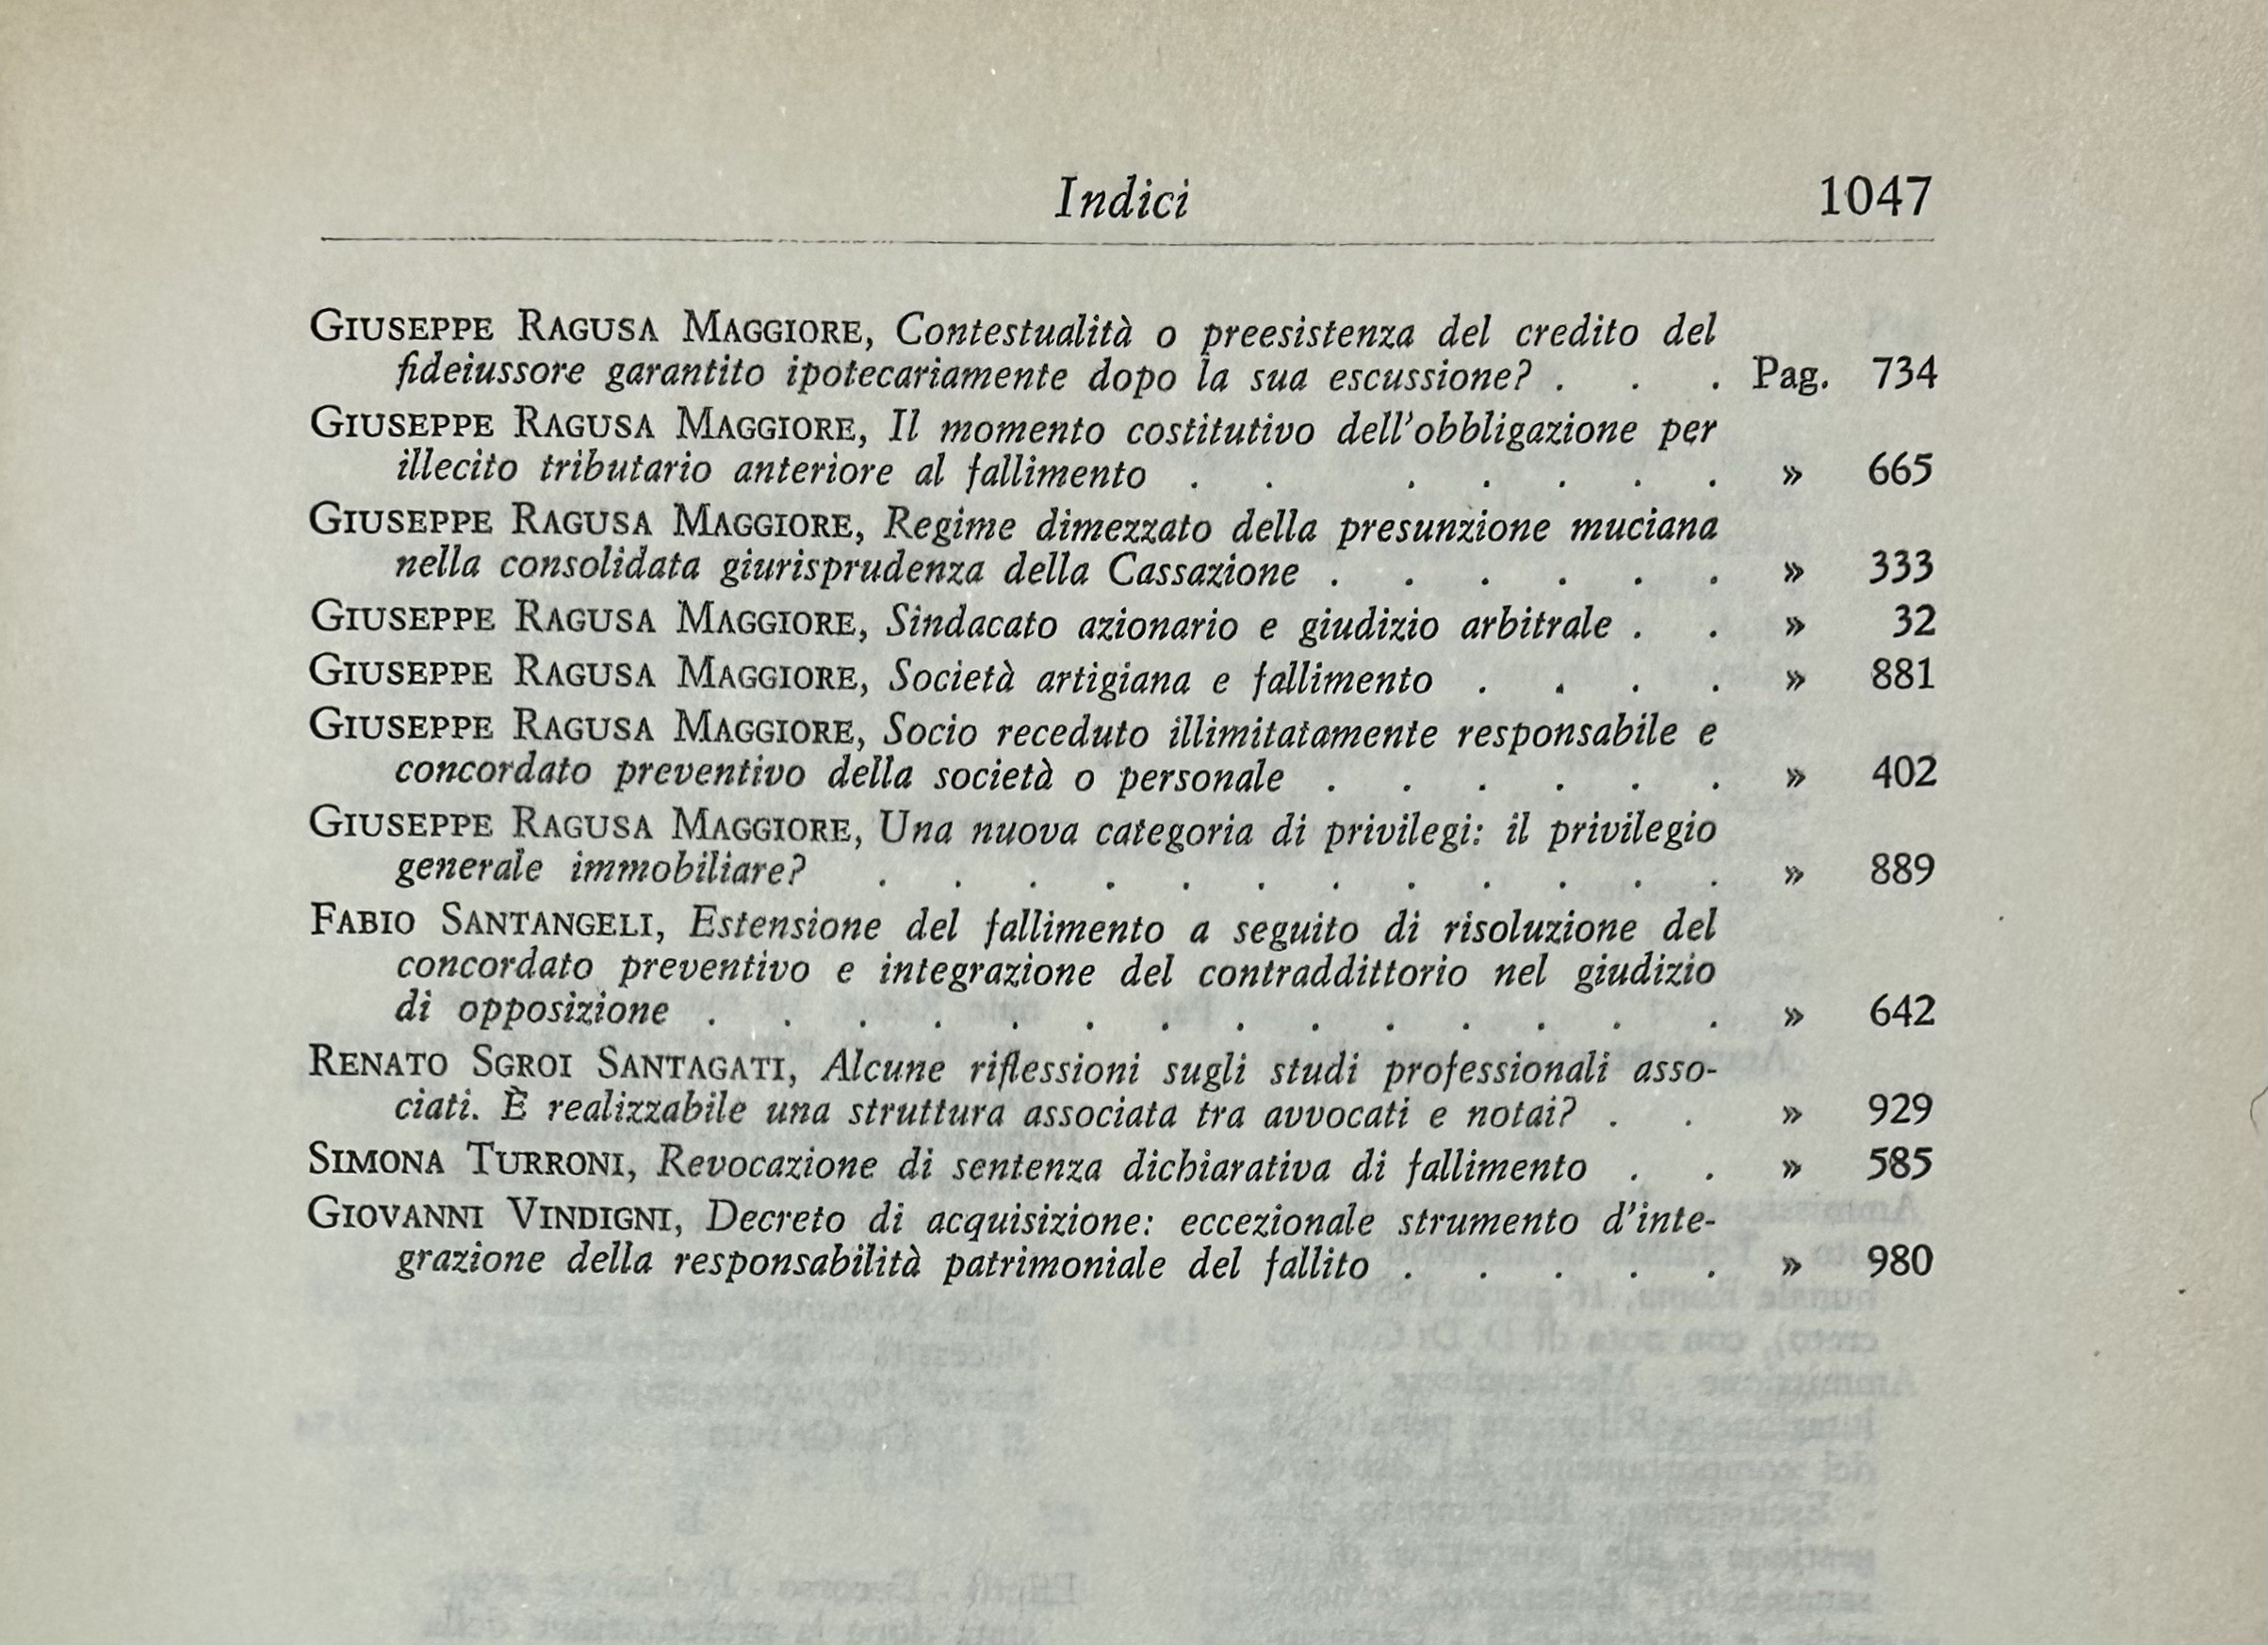 Indici 1047
GIUSEPPE RAGUSA MAGGIORE, Contestualità o preesistenza del credito del
fideiussore garantito ipotecariamente dopo la sua escussione? . . . Pag. 734
GIUSEPPE RAGUSA MAGGIORE, Il momento costitutivo dell'obbligazione per
illecito tributario anteriore al fallimento . . . . . . . » 665
GIUSEPPE RAGUSA MAGGIORE, Regime dimezzato della presunzione muciana
nella consolidata giurisprudenza della Cassazione . . . . . . » 333
GIUSEPPE RAGUSA MAGGIORE, Sindacato azionario e giudizio arbitrale . . » 32
GIUSEPPE RAGUSA MAGGIORE, Società artigiana e fallimento . . . . » 881
GIUSEPPE RAGUSA MAGGIORE, Socio receduto illimitatamente responsabile e
concordato preventivo della società o personale . . . . . . » 402
GIUSEPPE RAGUSA MAGGIORE, Una nuova categoria di privilegi: il privilegio
generale immobiliare? . . . . . . . . . . . . » 889
FABIO SANTANGELI, Estensione del fallimento a seguito di risoluzione del
concordato preventivo e integrazione del contraddittorio nel giudizio
di opposizione . . . . . . . . . . . . . . » 642
RENATO SGROI SANTAGATI, Alcune riflessioni sugli studi professionali asso-
ciati. È realizzabile una struttura associata tra avvocati e notai? . . » 929
SIMONA TURRONI, Revocazione di sentenza dichiarativa di fallimento . . » 585
GIOVANNI VINDIGNI, Decreto di acquisizione: eccezionale strumento d'inte-
grazione della responsabilità patrimoniale del fallito . . . . . » 980